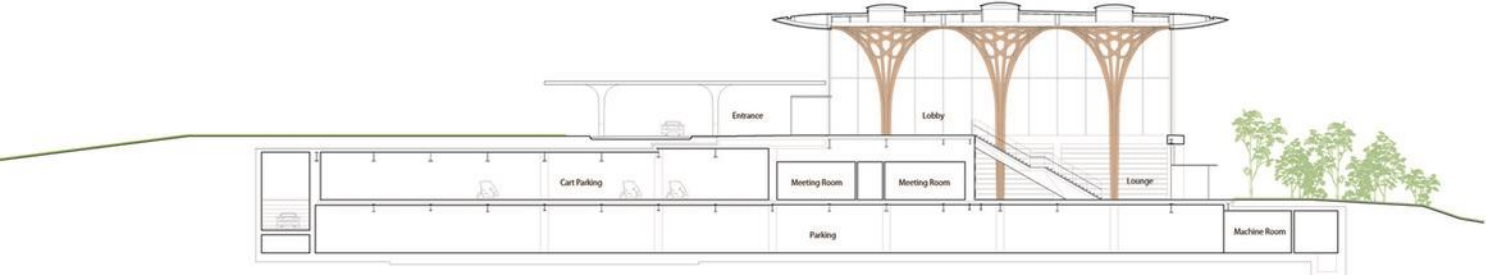 Entrance
Lobby
Cart Parking
Meeting Room
Meeting Room
Lounge
Parking
Machine Room